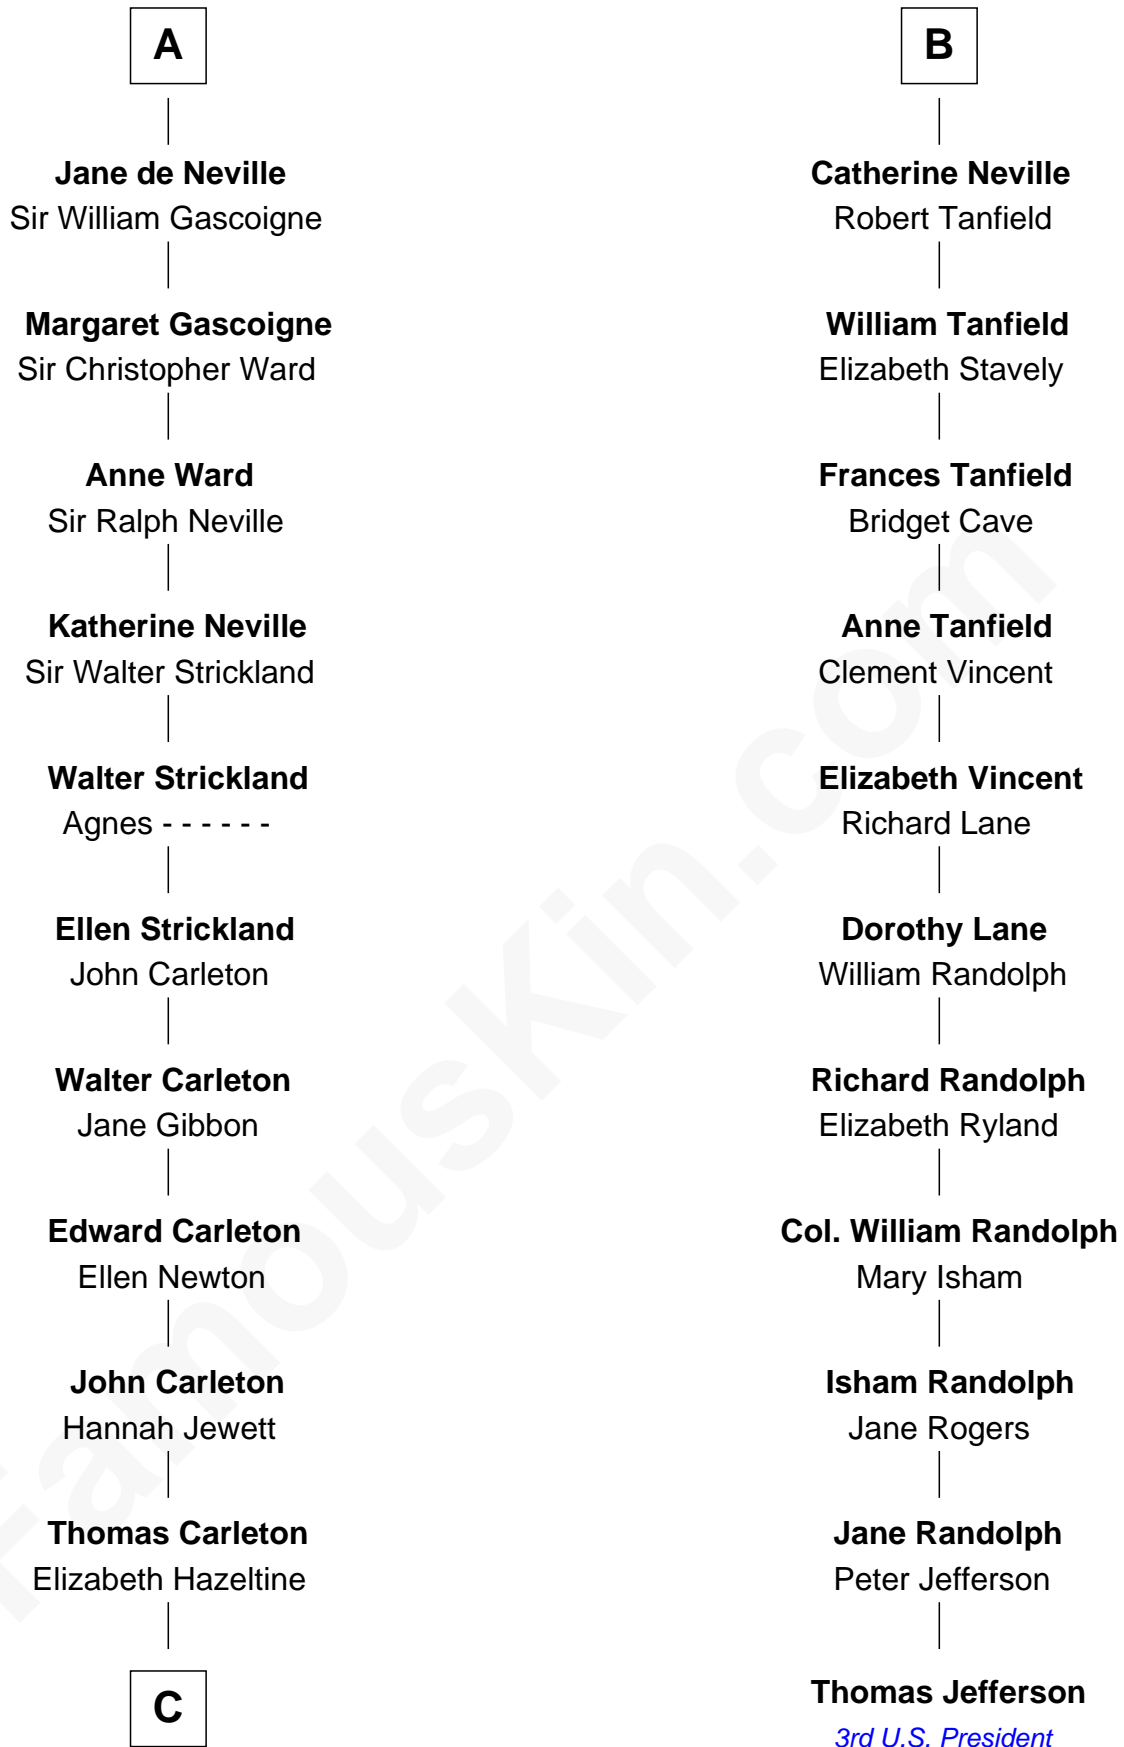 A
Jane de Neville
Sir William Gascoigne
Margaret Gascoigne
Sir Christopher Ward
Anne Ward
Sir Ralph Neville
Katherine Neville
Sir Walter Strickland
Walter Strickland
Agnes - - - - - -
Ellen Strickland
John Carleton
Walter Carleton
Jane Gibbon
Edward Carleton
Ellen Newton
John Carleton
Hannah Jewett
Thomas Carleton
Elizabeth Hazeltine
C
B
Catherine Neville
Robert Tanfield
William Tanfield
Elizabeth Stavely
Frances Tanfield
Bridget Cave
Anne Tanfield
Clement Vincent
Elizabeth Vincent
Richard Lane
Dorothy Lane
William Randolph
Richard Randolph
Elizabeth Ryland
Col. William Randolph
Mary Isham
Isham Randolph
Jane Rogers
Jane Randolph
Peter Jefferson
Thomas Jefferson
3rd U.S. President
FamousKin.com